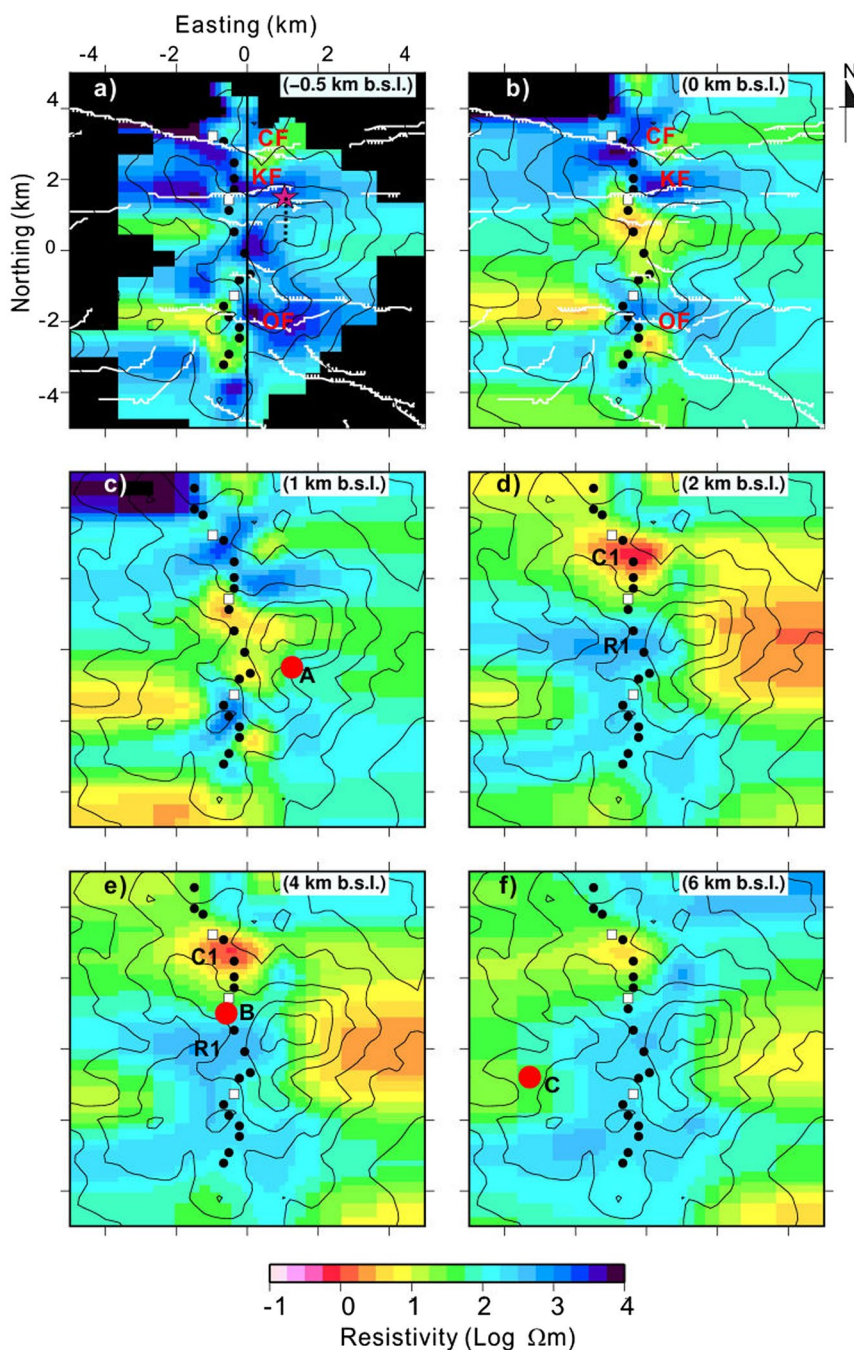 Easting (km)
-4 -2 0 2 4
N
a) (−0.5 km b.s.l.) b) (0 km b.s.l.)
4
CF CF
2
KF KF
Northing (km)
0
-2
OF OF
-4
c) (1 km b.s.l.) d) (2 km b.s.l.)
C1
R1
A
e) (4 km b.s.l.) f) (6 km b.s.l.)
C1
B
R1
C
-1 0 1 2 3 4
Resistivity (Log Ωm)